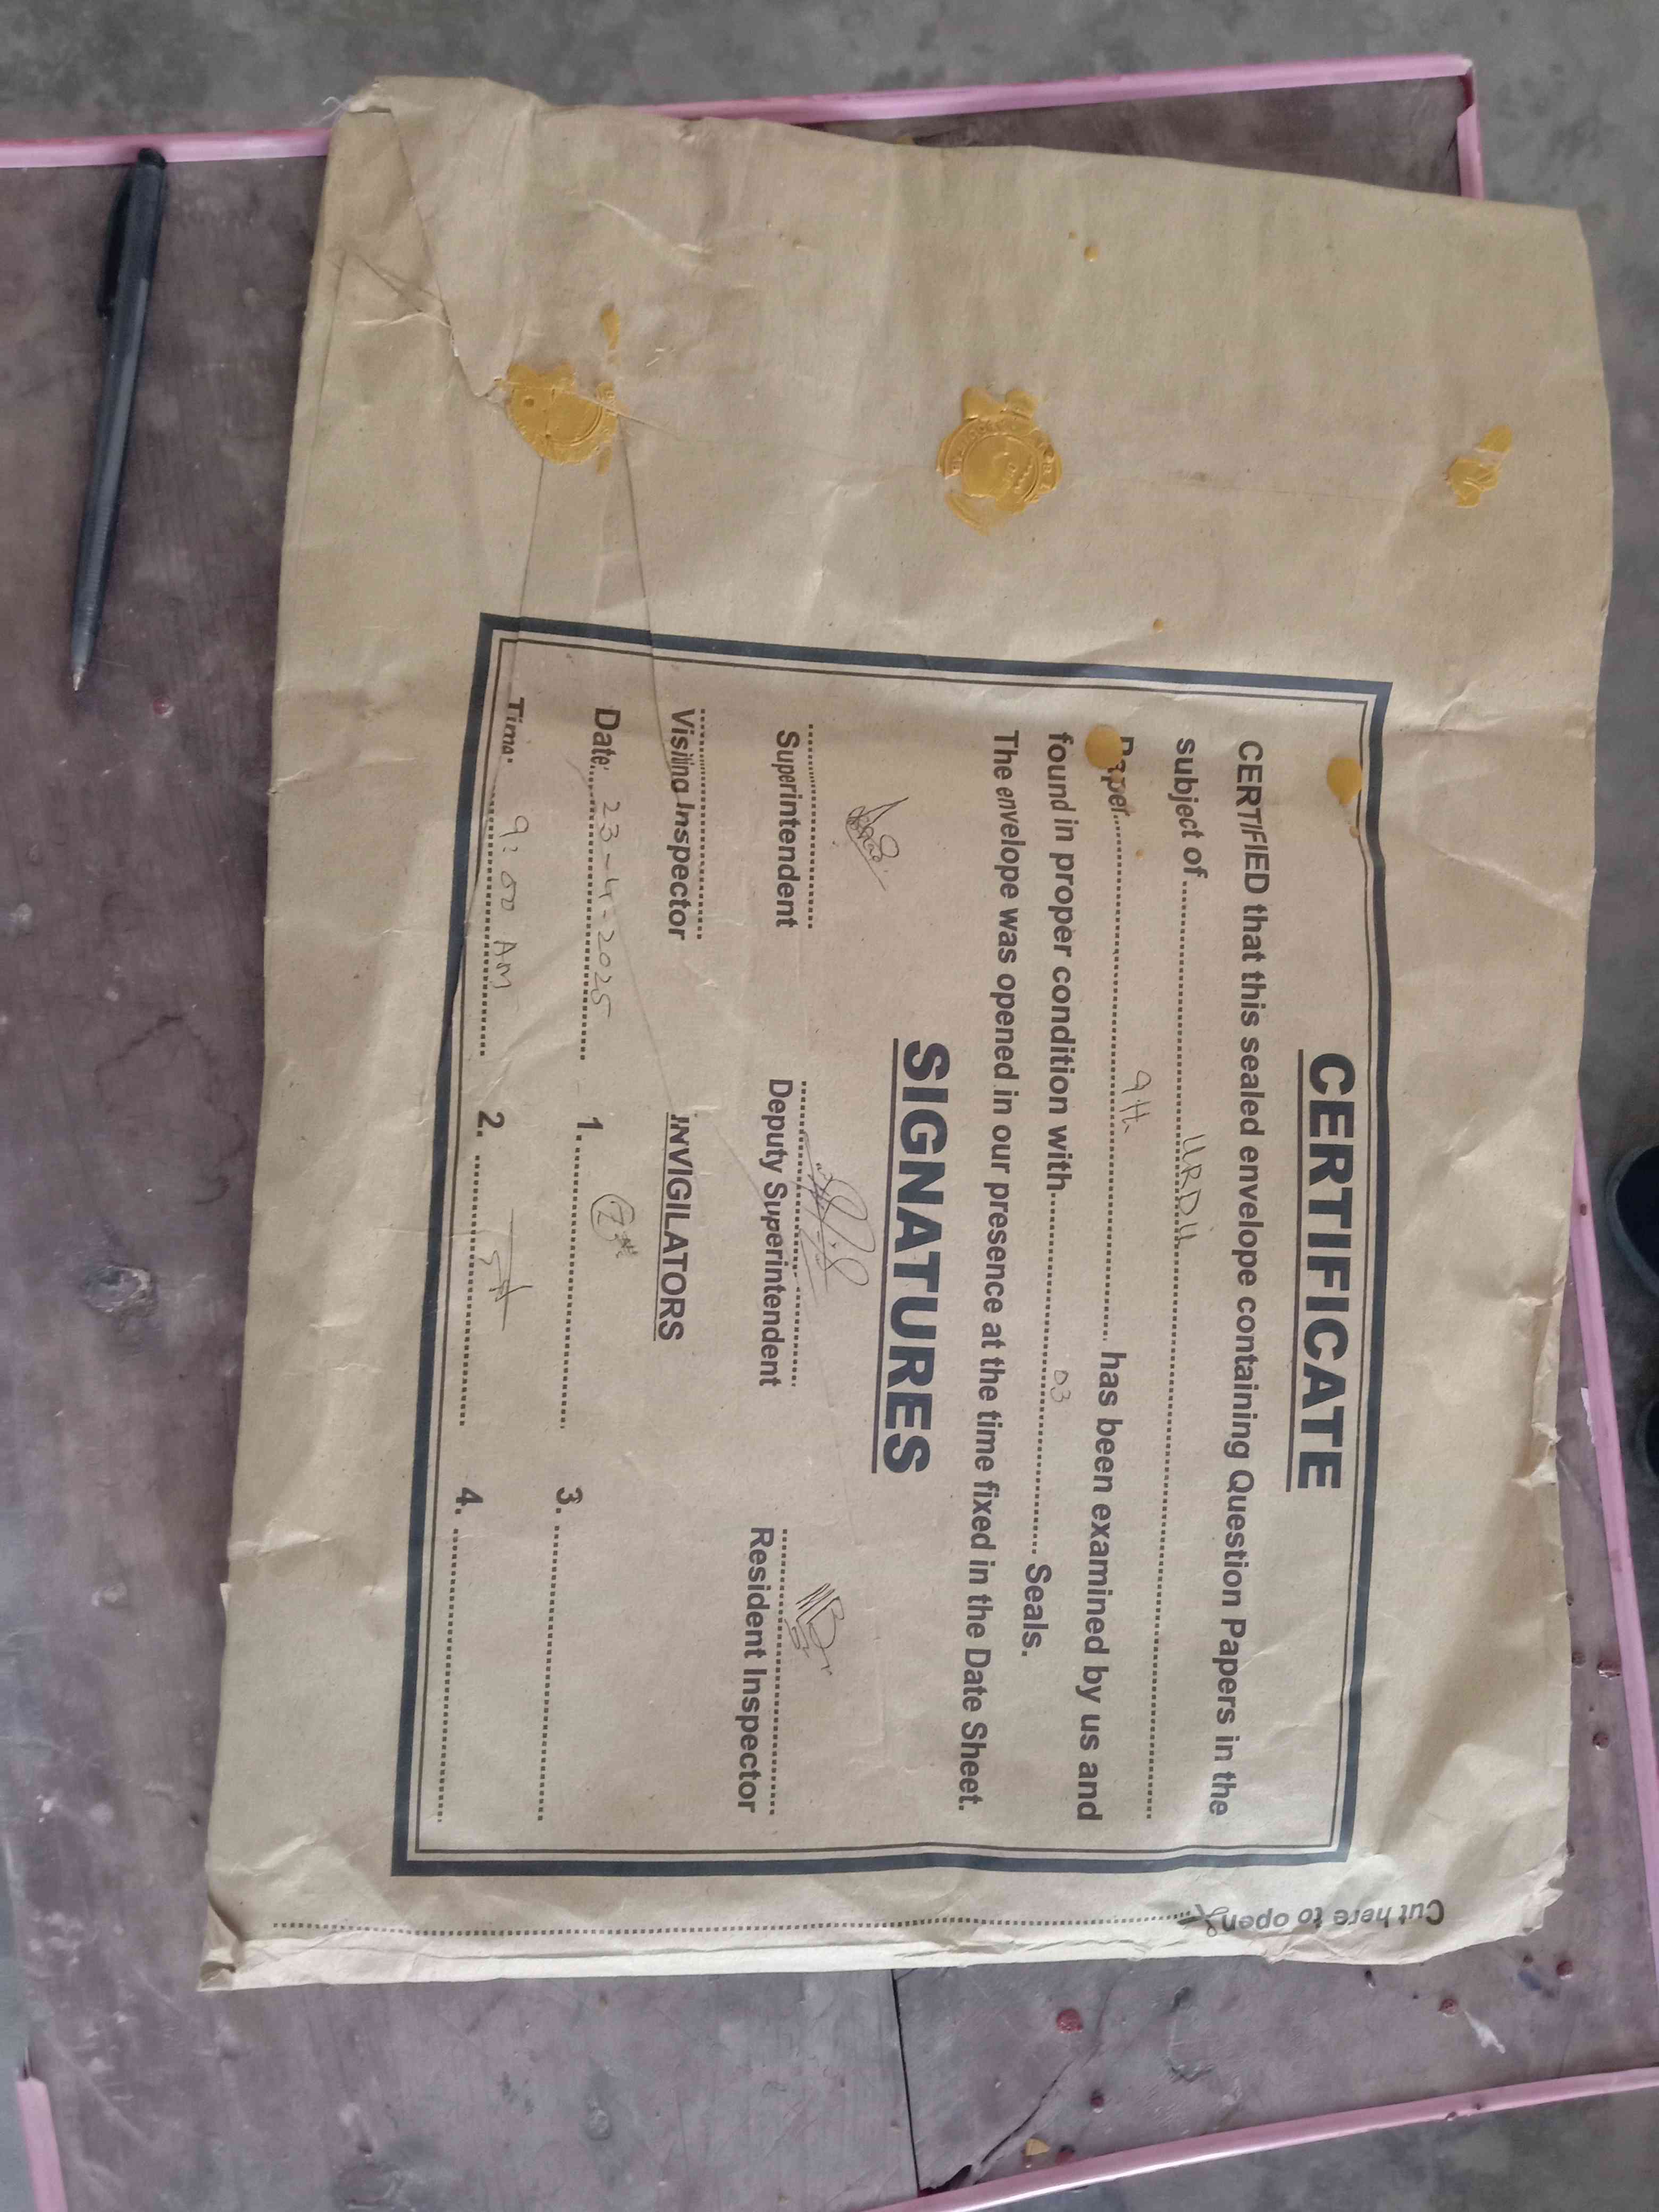 CERTIFICATE
CERTIFIED that this sealed envelope containing Question Papers in the
subject of.......... URDU ..........
Paper.......... 9th .......... has been examined by us and
found in proper condition with.......... 03 .......... Seals.
The envelope was opened in our presence at the time fixed in the Date Sheet.
SIGNATURES
Superintendent Deputy Superintendent Resident Inspector
Visiting Inspector INVIGILATORS
Date: 23-4-2025 1. .......... 3. ..........
Time: 9:00 AM 2. .......... 4. ..........
Cut here to open